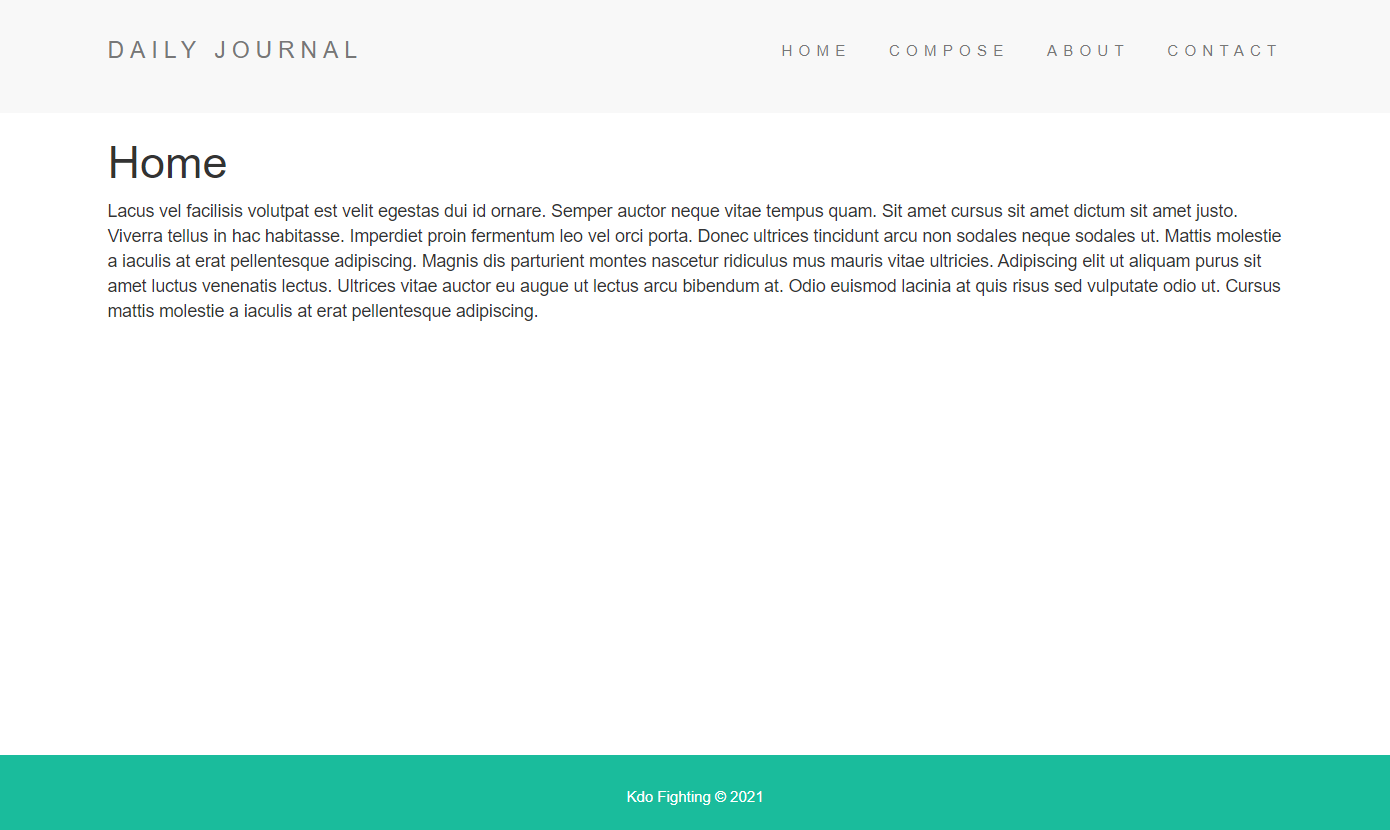 DAILY JOURNAL
HOME COMPOSE ABOUT CONTACT
Home
Lacus vel facilisis volutpat est velit egestas dui id ornare. Semper auctor neque vitae tempus quam. Sit amet cursus sit amet dictum sit amet justo.
Viverra tellus in hac habitasse. Imperdiet proin fermentum leo vel orci porta. Donec ultrices tincidunt arcu non sodales neque sodales ut. Mattis molestie
a iaculis at erat pellentesque adipiscing. Magnis dis parturient montes nascetur ridiculus mus mauris vitae ultricies. Adipiscing elit ut aliquam purus sit
amet luctus venenatis lectus. Ultrices vitae auctor eu augue ut lectus arcu bibendum at. Odio euismod lacinia at quis risus sed vulputate odio ut. Cursus
mattis molestie a iaculis at erat pellentesque adipiscing.
Kdo Fighting © 2021